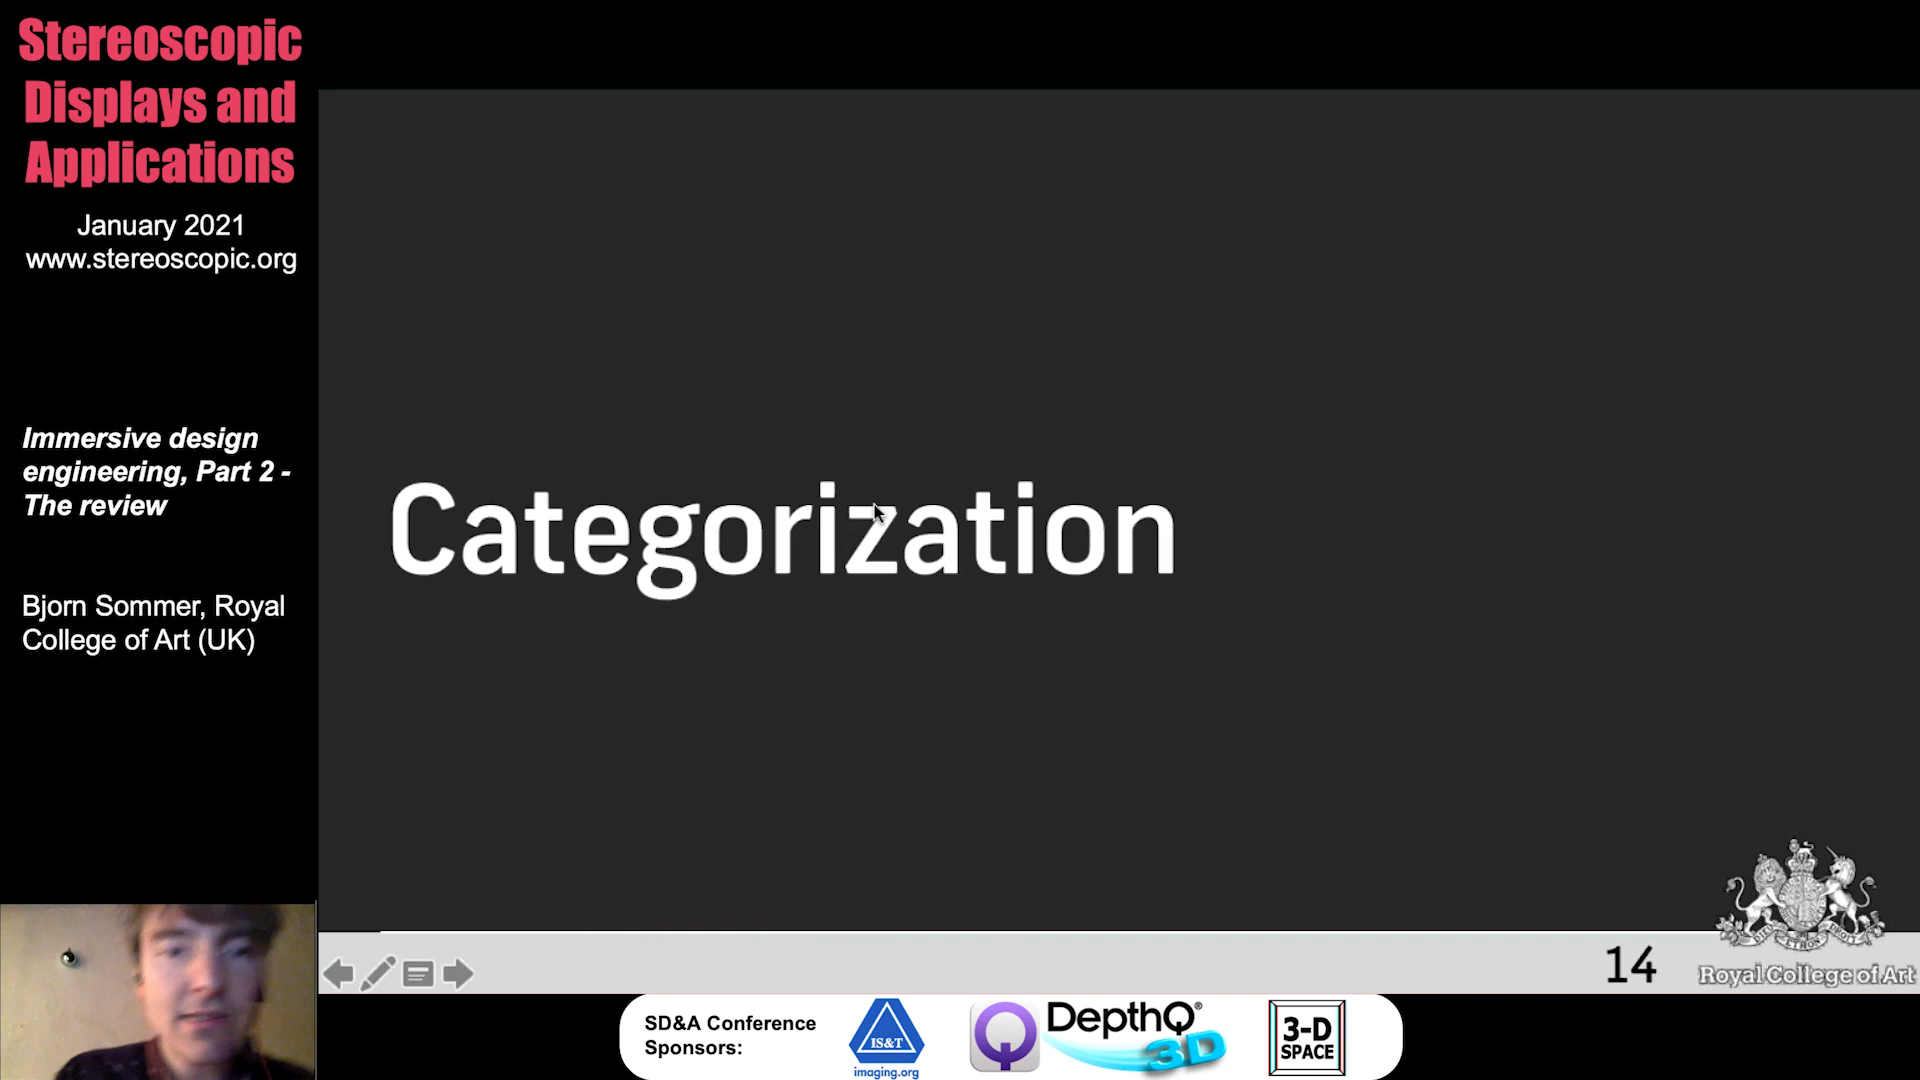 Stereoscopic
Displays and
Applications
January 2021
www.stereoscopic.org
Immersive design
engineering, Part 2 -
The review
Bjorn Sommer, Royal
College of Art (UK)
Categorization
14
Royal College of Art
SD&A Conference
Sponsors:
IS&T
imaging.org
DepthQ®
3D
3-D
SPACE